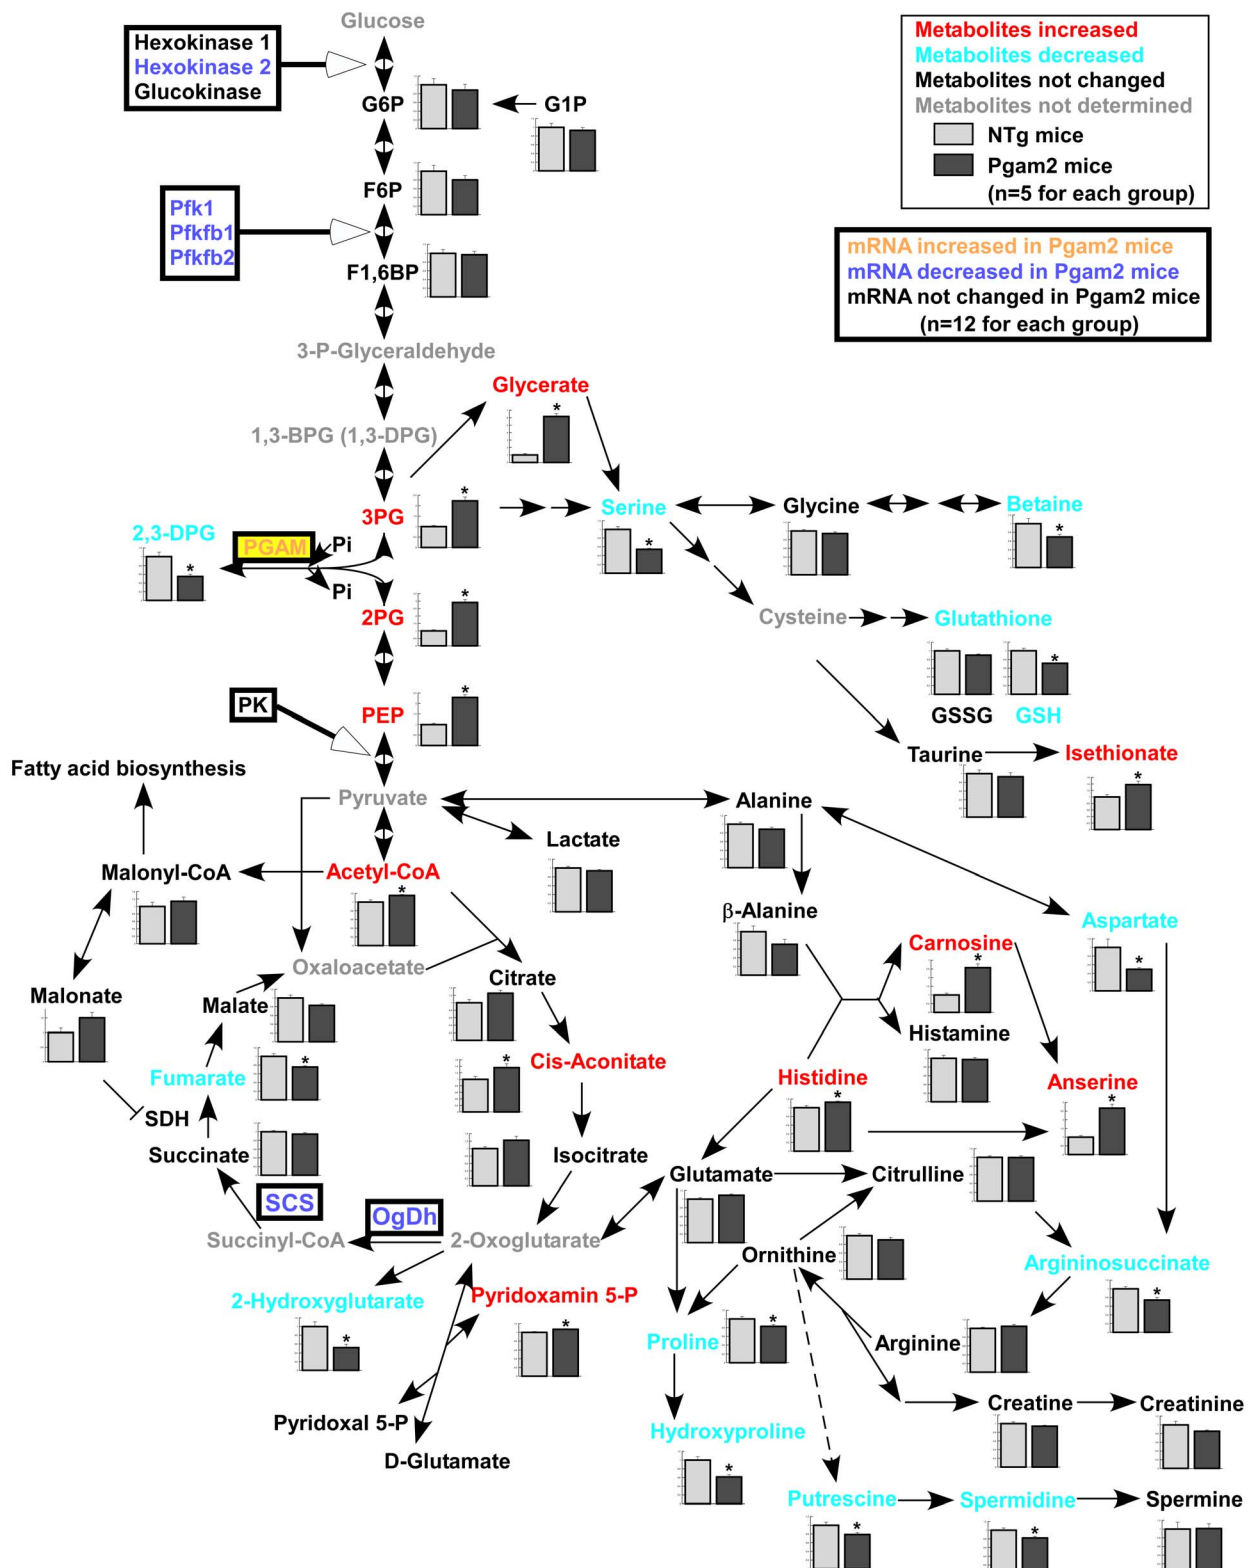 Glucose
Hexokinase 1
Hexokinase 2
Glucokinase
G6P
G1P
F6P
Pfk1
Pfkfb1
Pfkfb2
F1,6BP
Metabolites increased
Metabolites decreased
Metabolites not changed
Metabolites not determined
NTg mice
Pgam2 mice
(n=5 for each group)
mRNA increased in Pgam2 mice
mRNA decreased in Pgam2 mice
mRNA not changed in Pgam2 mice
(n=12 for each group)
3-P-Glyceraldehyde
Glycerate
*
1,3-BPG (1,3-DPG)
3PG
*
Serine
*
Glycine
Betaine
*
2,3-DPG
*
PGAM
Pi
Pi
2PG
*
Cysteine
Glutathione
*
GSSG
GSH
PK
PEP
*
Taurine
Isethionate
*
Fatty acid biosynthesis
Pyruvate
Alanine
Lactate
Malonyl-CoA
Acetyl-CoA
*
β-Alanine
Aspartate
*
Carnosine
*
Oxaloacetate
Citrate
Malonate
Malate
Histamine
Fumarate
*
Cis-Aconitate
*
Histidine
*
Anserine
*
SDH
Succinate
Isocitrate
Glutamate
Citrulline
SCS
OgDh
Succinyl-CoA
2-Oxoglutarate
Ornithine
Argininosuccinate
*
2-Hydroxyglutarate
*
Pyridoxamin 5-P
*
Proline
*
Arginine
Pyridoxal 5-P
D-Glutamate
Creatine
Creatinine
Hydroxyproline
*
Putrescine
*
Spermidine
*
Spermine